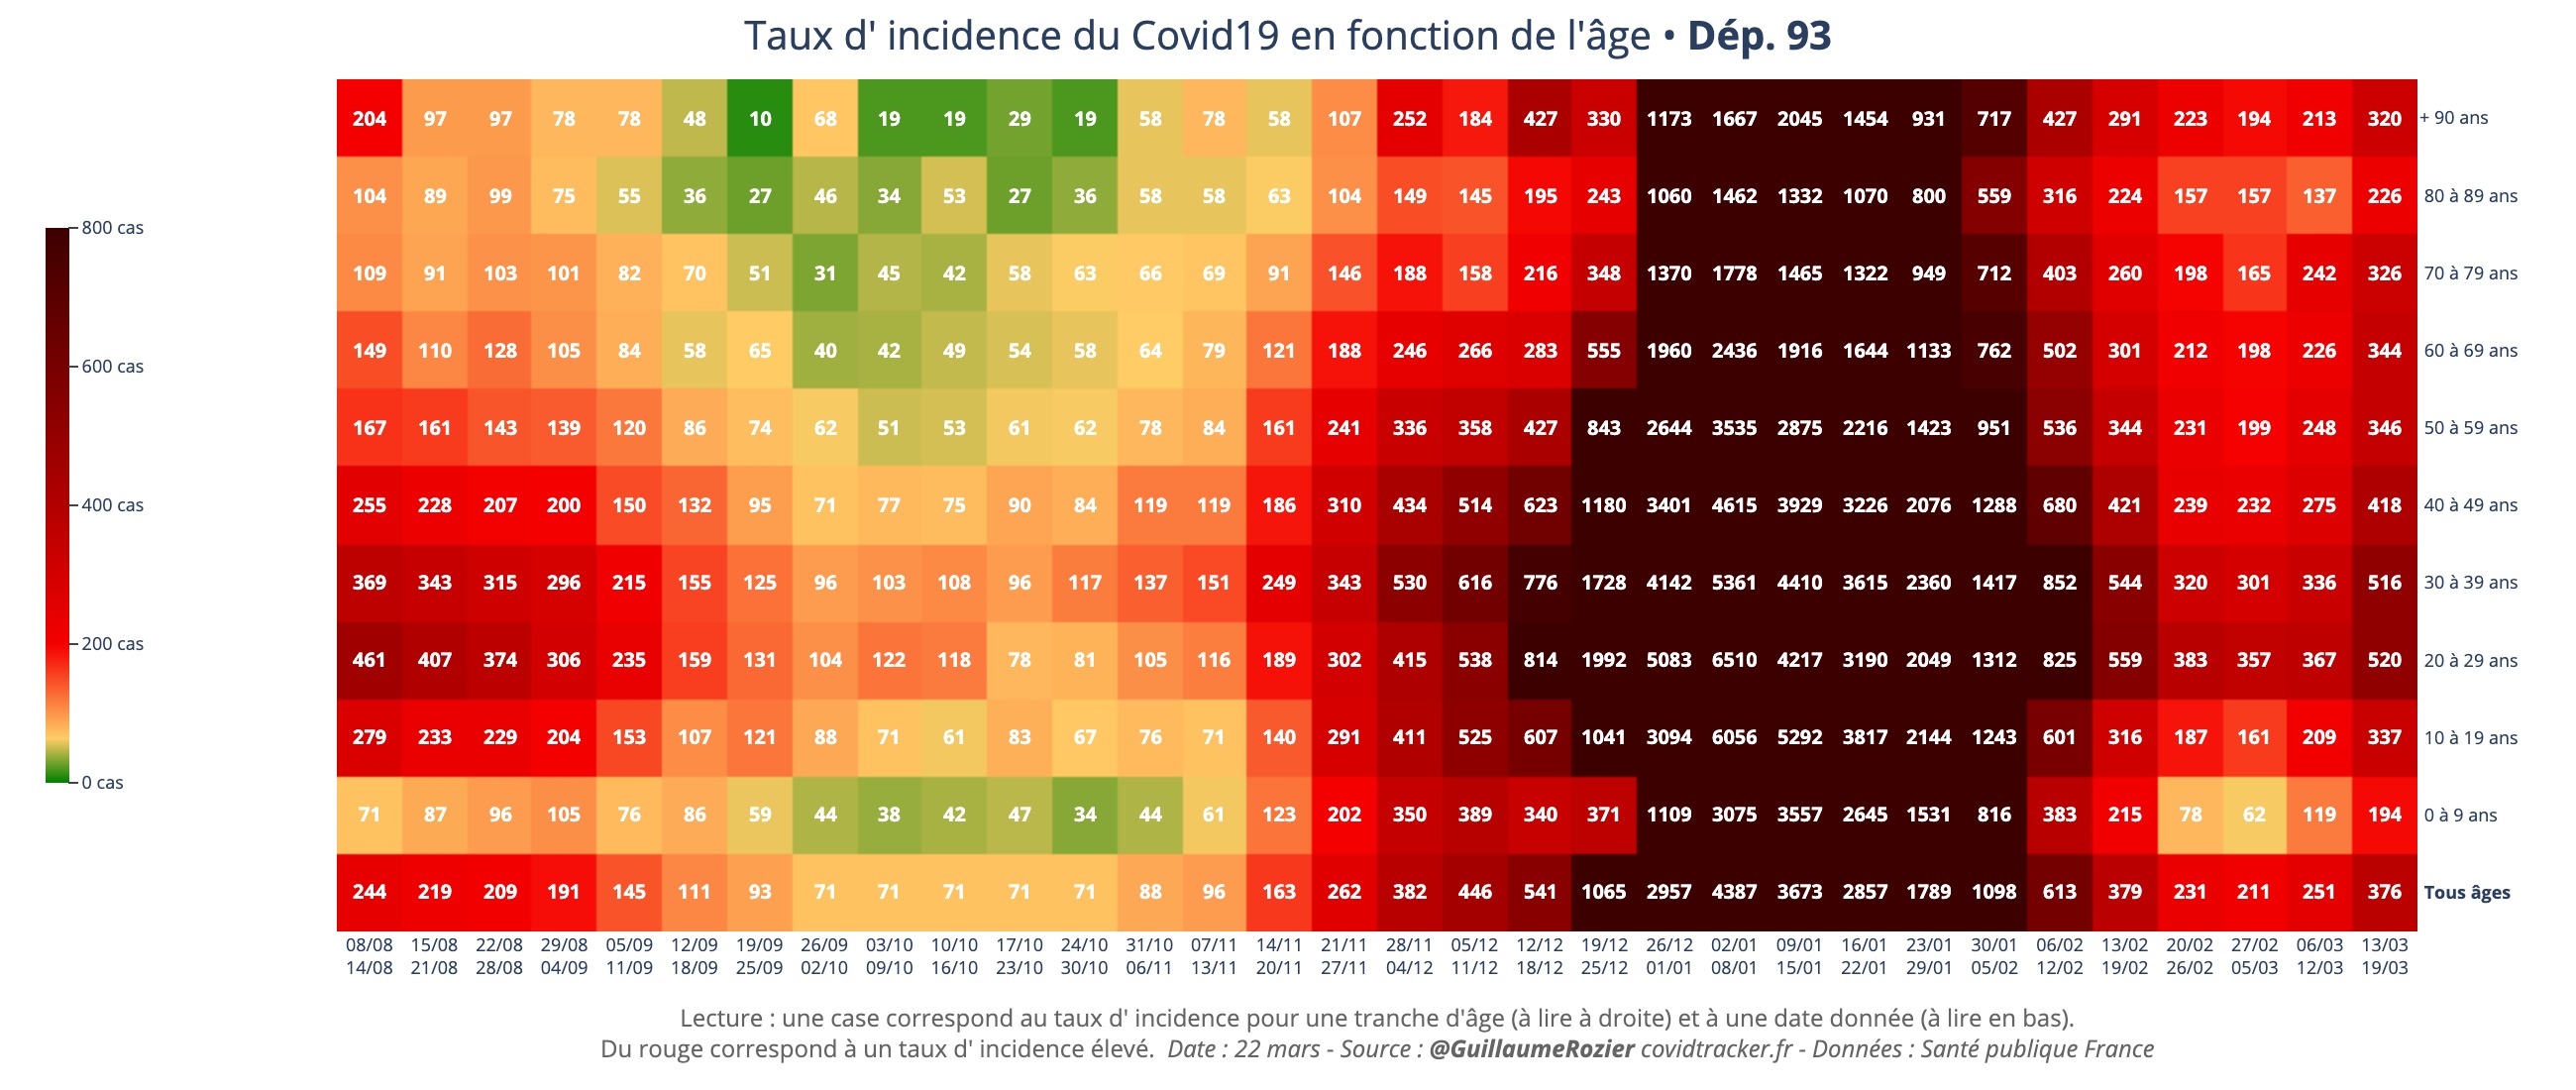 Taux d' incidence du Covid19 en fonction de l'âge • Dép. 93
204 97 97 78 78 48 10 68 19 19 29 19 58 78 58 107 252 184 427 330 1173 1667 2045 1454 931 717 427 291 223 194 213 320 + 90 ans
104 89 99 75 55 36 27 46 34 53 27 36 58 58 63 104 149 145 195 243 1060 1462 1332 1070 800 559 316 224 157 157 137 226 80 à 89 ans
800 cas
109 91 103 101 82 70 51 31 45 42 58 63 66 69 91 146 188 158 216 348 1370 1778 1465 1322 949 712 403 260 198 165 242 326 70 à 79 ans
149 110 128 105 84 58 65 40 42 49 54 58 64 79 121 188 246 266 283 555 1960 2436 1916 1644 1133 762 502 301 212 198 226 344 60 à 69 ans
600 cas
167 161 143 139 120 86 74 62 51 53 61 62 78 84 161 241 336 358 427 843 2644 3535 2875 2216 1423 951 536 344 231 199 248 346 50 à 59 ans
400 cas
255 228 207 200 150 132 95 71 77 75 90 84 119 119 186 310 434 514 623 1180 3401 4615 3929 3226 2076 1288 680 421 239 232 275 418 40 à 49 ans
369 343 315 296 215 155 125 96 103 108 96 117 137 151 249 343 530 616 776 1728 4142 5361 4410 3615 2360 1417 852 544 320 301 336 516 30 à 39 ans
200 cas
461 407 374 306 235 159 131 104 122 118 78 81 105 116 189 302 415 538 814 1992 5083 6510 4217 3190 2049 1312 825 559 383 357 367 520 20 à 29 ans
279 233 229 204 153 107 121 88 71 61 83 67 76 71 140 291 411 525 607 1041 3094 6056 5292 3817 2144 1243 601 316 187 161 209 337 10 à 19 ans
0 cas
71 87 96 105 76 86 59 44 38 42 47 34 44 61 123 202 350 389 340 371 1109 3075 3557 2645 1531 816 383 215 78 62 119 194 0 à 9 ans
244 219 209 191 145 111 93 71 71 71 71 71 88 96 163 262 382 446 541 1065 2957 4387 3673 2857 1789 1098 613 379 231 211 251 376 Tous âges
08/08 15/08 22/08 29/08 05/09 12/09 19/09 26/09 03/10 10/10 17/10 24/10 31/10 07/11 14/11 21/11 28/11 05/12 12/12 19/12 26/12 02/01 09/01 16/01 23/01 30/01 06/02 13/02 20/02 27/02 06/03 13/03
14/08 21/08 28/08 04/09 11/09 18/09 25/09 02/10 09/10 16/10 23/10 30/10 06/11 13/11 20/11 27/11 04/12 11/12 18/12 25/12 01/01 08/01 15/01 22/01 29/01 05/02 12/02 19/02 26/02 05/03 12/03 19/03
Lecture : une case correspond au taux d' incidence pour une tranche d'âge (à lire à droite) et à une date donnée (à lire en bas).
Du rouge correspond à un taux d' incidence élevé. Date : 22 mars - Source : @GuillaumeRozier covidtracker.fr - Données : Santé publique France